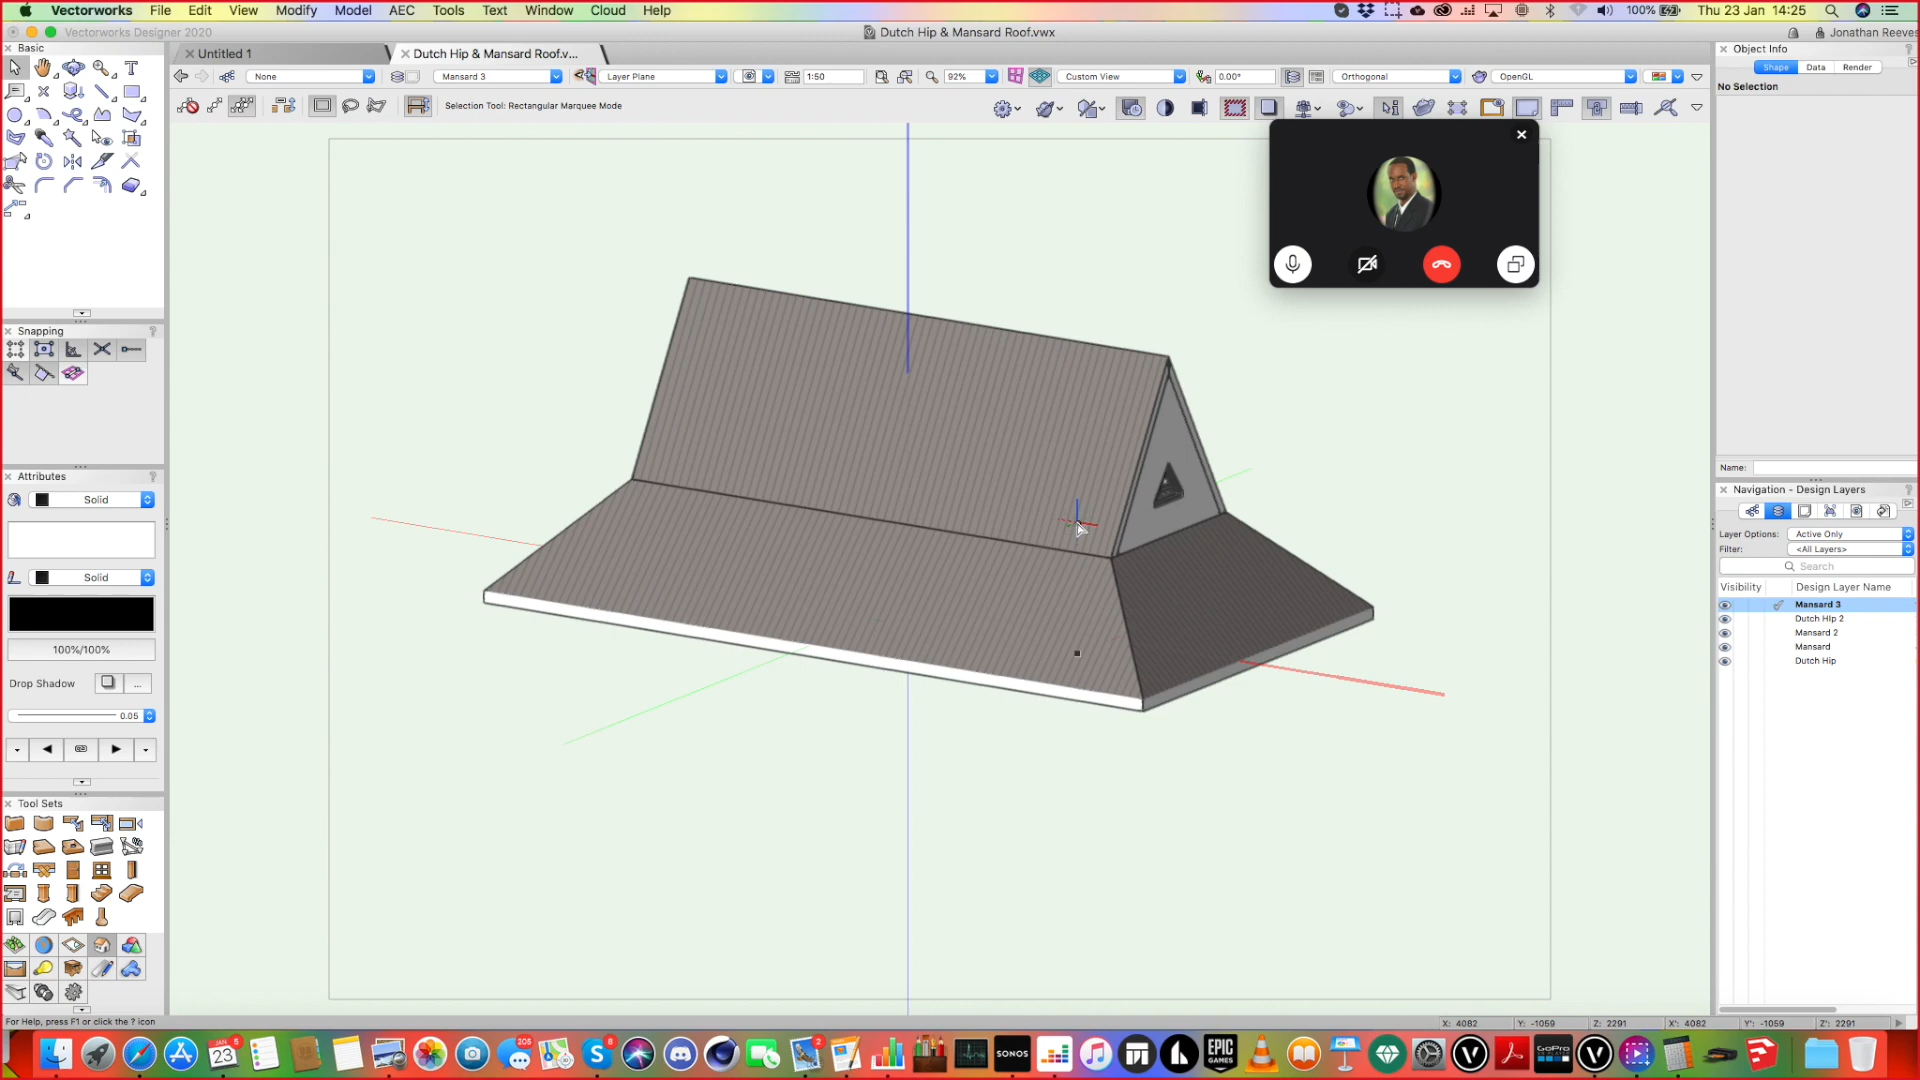 Vectorworks File Edit View Modify Model AEC Tools Text Window Cloud Help 100% Thu 23 Jan 14:25
Vectorworks Designer 2020 Dutch Hip & Mansard Roof.vwx Jonathan Reeves
Basic
Untitled 1 Dutch Hip & Mansard Roof.v...
None Mansard 3 Layer Plane 1:50 92% Custom View 0.00° Orthogonal OpenGL
Selection Tool: Rectangular Marquee Mode
Object Info
Shape Data Render
No Selection
Snapping
Attributes
Solid
Solid
100%/100%
Drop Shadow ...
0.05
Tool Sets
Name:
Navigation - Design Layers
Layer Options: Active Only
Filter: <All Layers>
Search
Visibility Design Layer Name
Mansard 3
Dutch HIp 2
Mansard 2
Mansard
Dutch Hip
For Help, press F1 or click the ? icon
X: 4082 Y: -1059 Z: 2291 X': 4082 Y': -1059 Z': 2291
JAN 23 5 205 8 2 SONOS EPIC GAMES GoPro